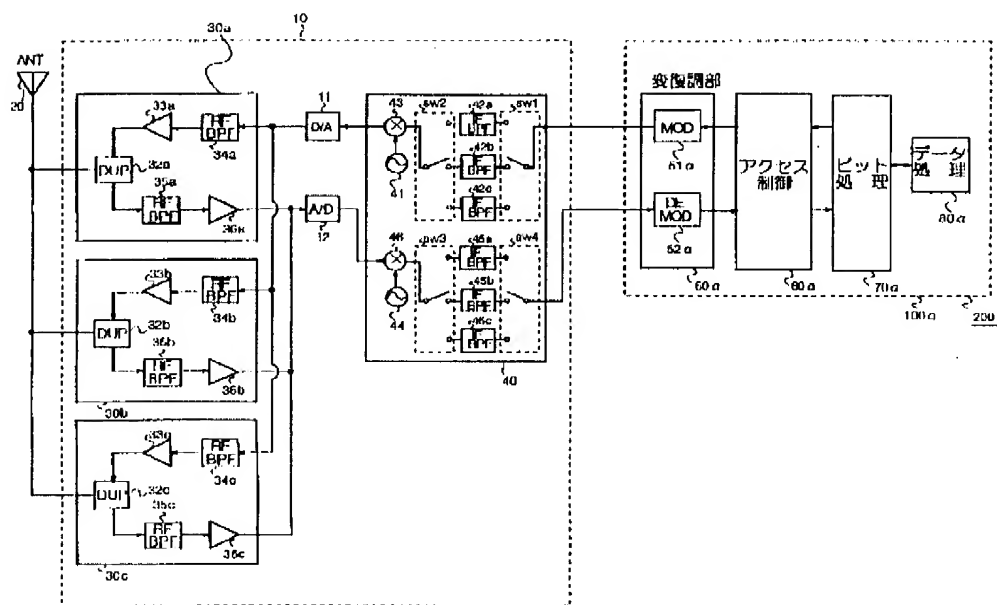 10
30a
ANT
20
33a
RF
BPF
34a
DUP
32a
35a
RF
BPF
36a
11
D/A
A/D
12
43
41
sw2
42a
IF
BPF
42b
IF
BPF
42c
IF
BPF
sw1
46
44
sw3
45a
IF
BPF
45b
IF
BPF
45c
IF
BPF
sw4
40
33b
RF
BPF
34b
DUP
32b
RF
BPF
36b
30b
33c
RF
BPF
34c
DUP
32c
35c
RF
BPF
36c
30c
変復調部
MOD
51a
DE
MOD
52a
アクセス
制御
ビット
処理
データ
処理
80a
60a
70a
100a
200